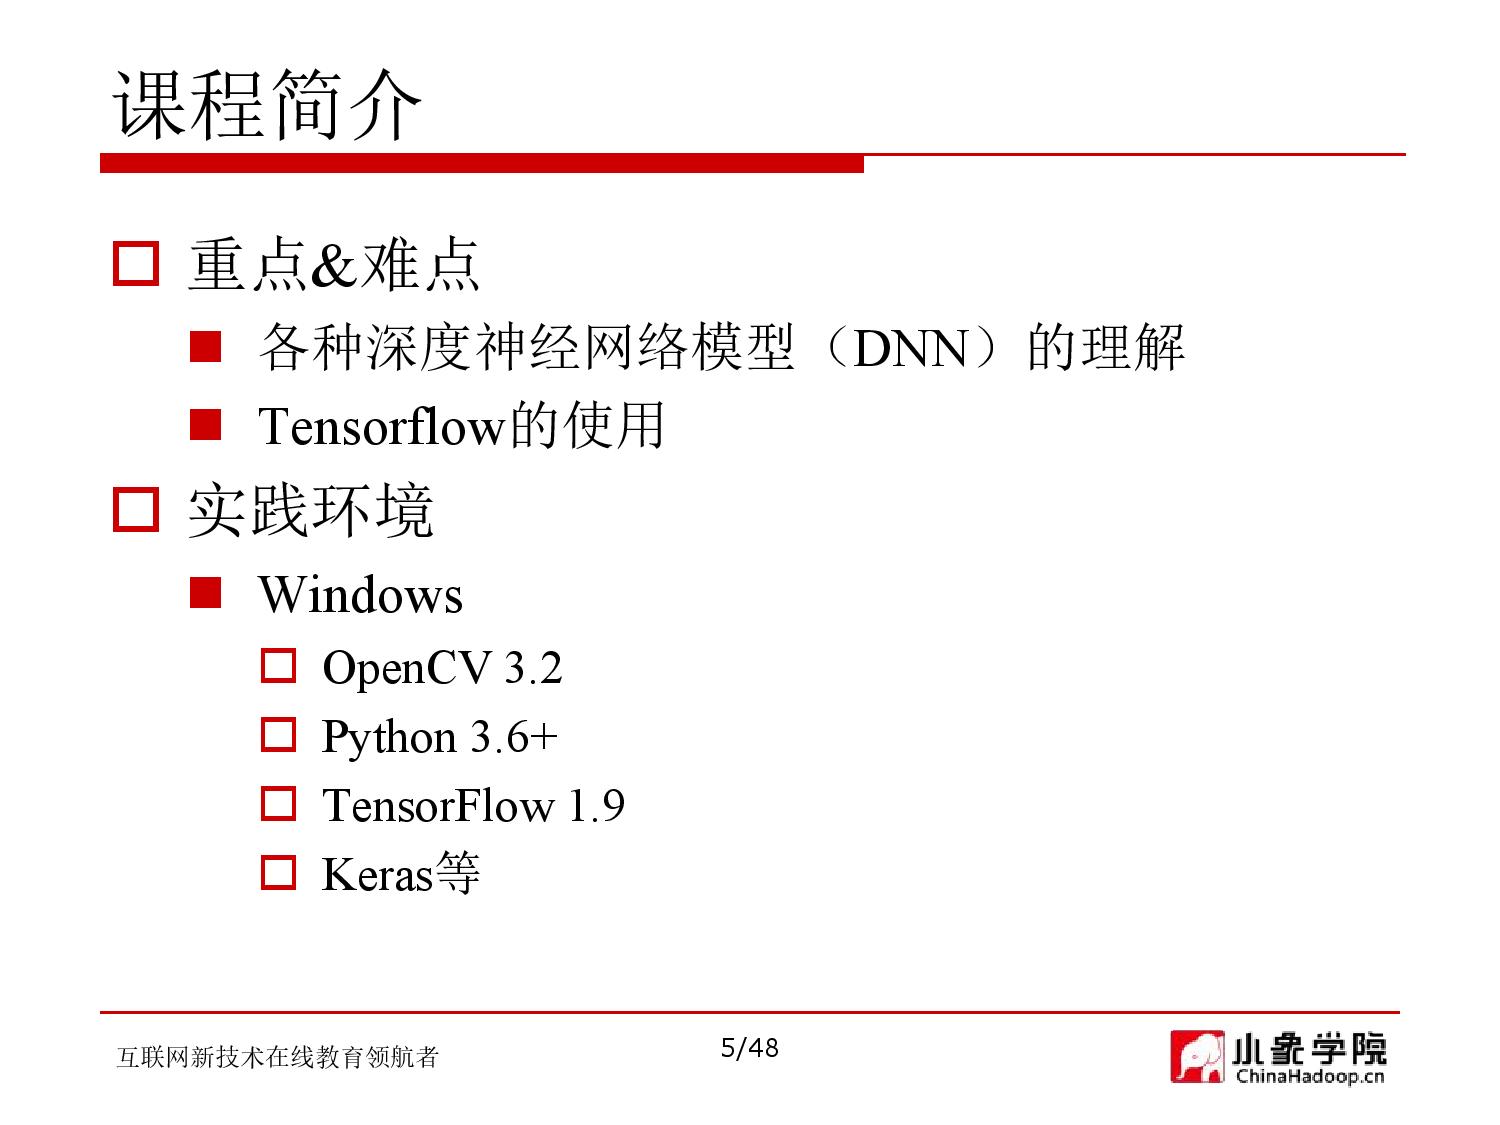 课程简介
重点&难点
各种深度神经网络模型（DNN）的理解
Tensorflow的使用
实践环境
Windows
OpenCV 3.2
Python 3.6+
TensorFlow 1.9
Keras等
互联网新技术在线教育领航者
5/48
小象学院
ChinaHadoop.cn